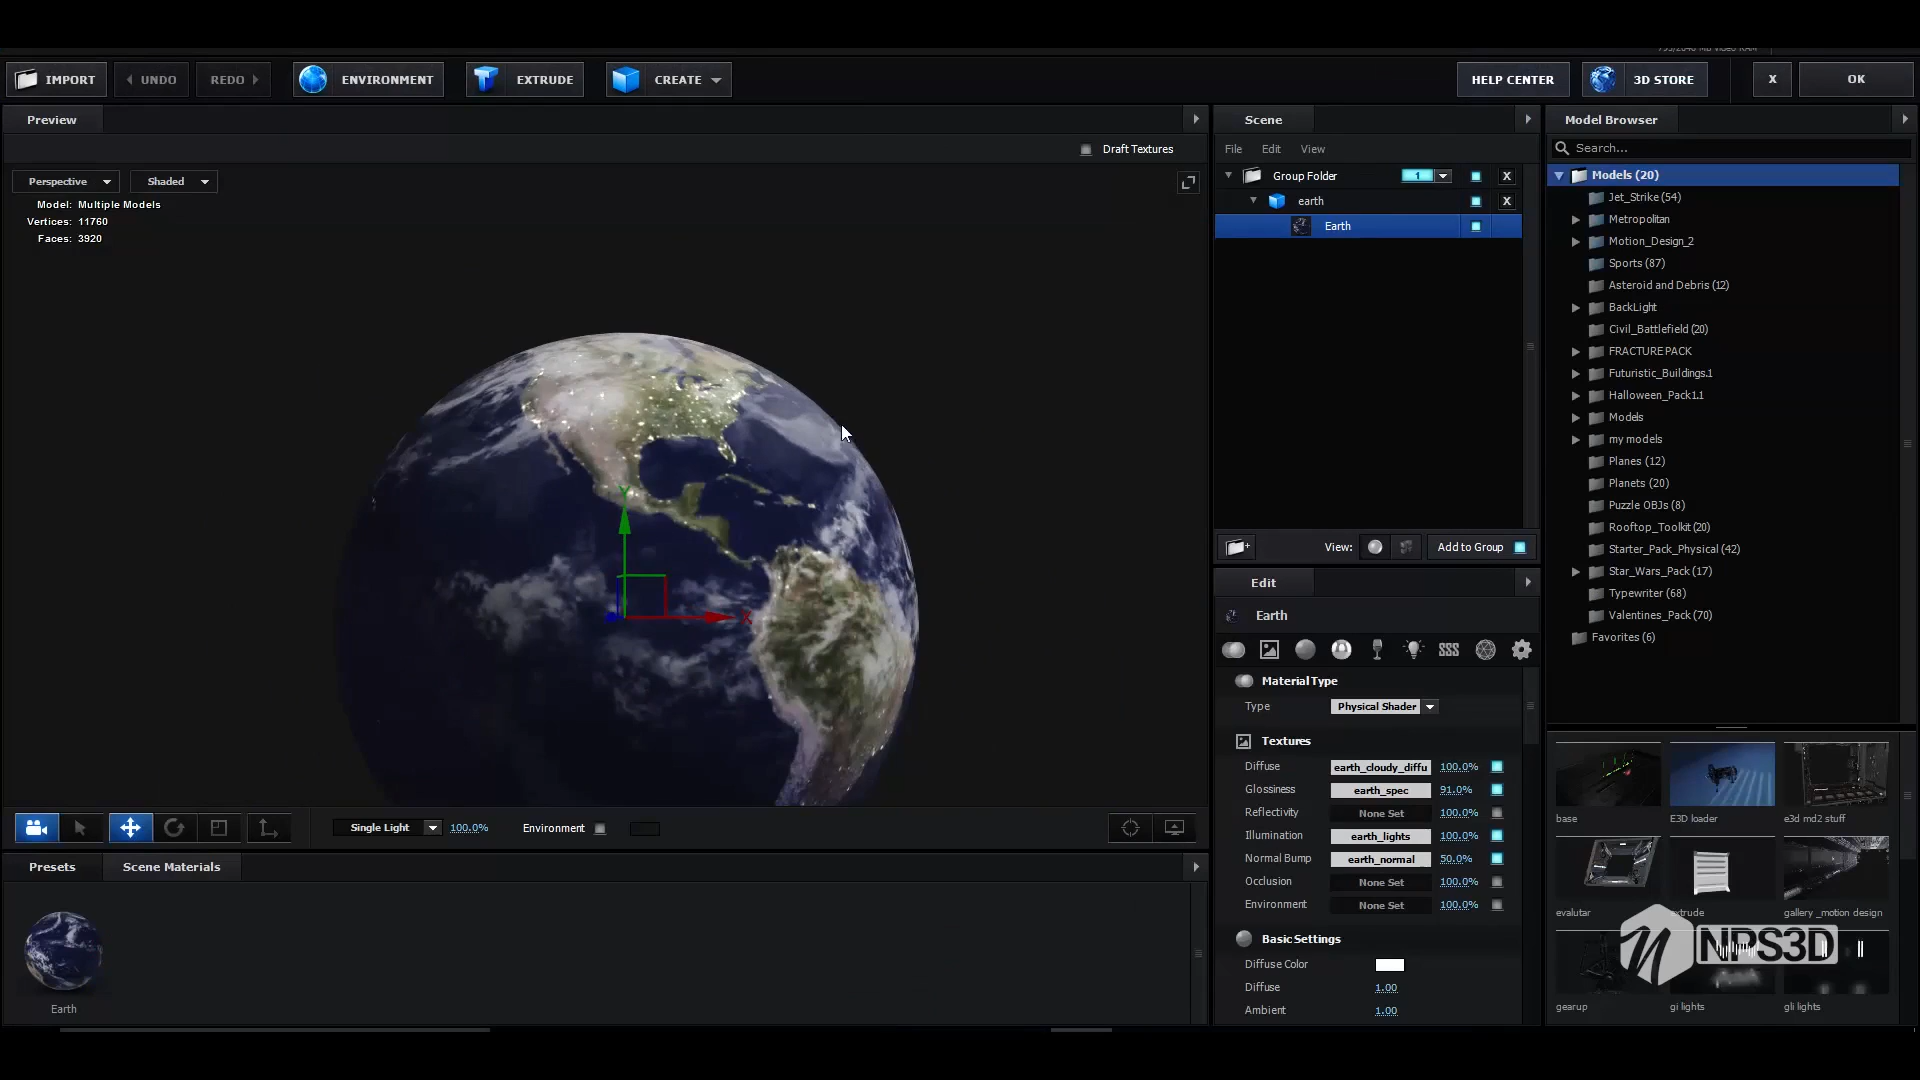 IMPORT
UNDO
REDO
ENVIRONMENT
EXTRUDE
CREATE
HELP CENTER
3D STORE
X
OK
Preview
Draft Textures
Perspective
Shaded
Model: Multiple Models
Vertices: 11760
Faces: 3920
Y
X
Single Light
100.0%
Environment
Presets
Scene Materials
Earth
Scene
File Edit View
Group Folder 1 X
earth X
Earth
View:
Add to Group
Edit
Earth
Material Type
Type Physical Shader
Textures
Diffuse earth_cloudy_diffu 100.0%
Glossiness earth_spec 91.0%
Reflectivity None Set 100.0%
Illumination earth_lights 100.0%
Normal Bump earth_normal 50.0%
Occlusion None Set 100.0%
Environment None Set 100.0%
Basic Settings
Diffuse Color
Diffuse 1.00
Ambient 1.00
Model Browser
Search...
Models (20)
Jet_Strike (54)
Metropolitan
Motion_Design_2
Sports (87)
Asteroid and Debris (12)
BackLight
Civil_Battlefield (20)
FRACTURE PACK
Futuristic_Buildings.1
Halloween_Pack1.1
Models
my models
Planes (12)
Planets (20)
Puzzle OBJs (8)
Rooftop_Toolkit (20)
Starter_Pack_Physical (42)
Star_Wars_Pack (17)
Typewriter (68)
Valentines_Pack (70)
Favorites (6)
base
E3D loader
e3d md2 stuff
evalutar
gallery _motion design
NPS3D
gearup
gi lights
gli lights